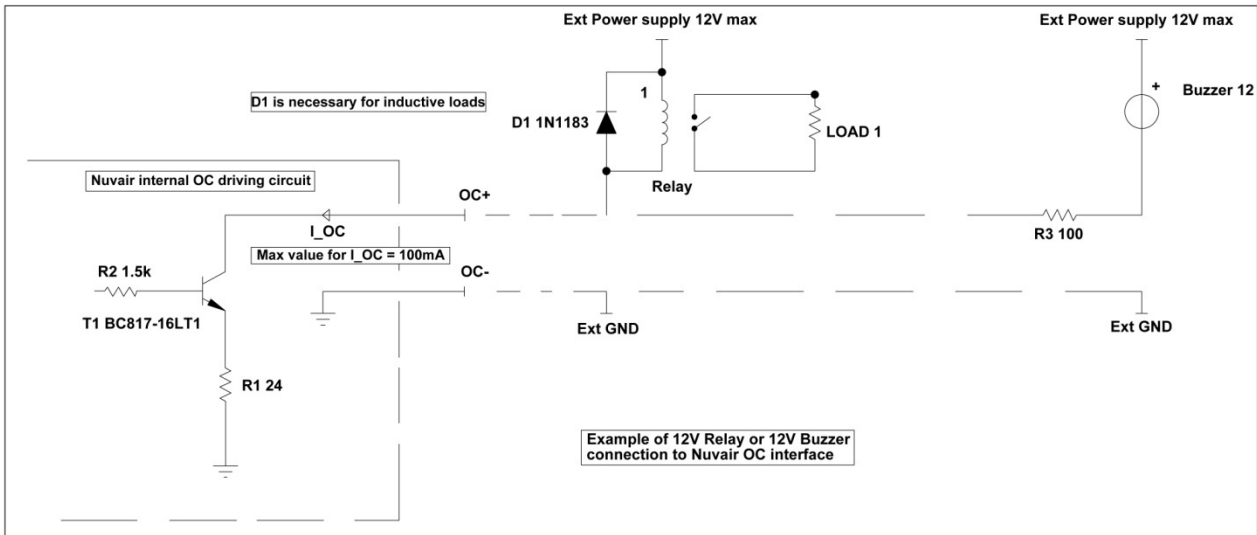 Ext Power supply 12V max
Ext Power supply 12V max
D1 is necessary for inductive loads
1
D1 1N1183
LOAD 1
+
Buzzer 12
Relay
Nuvair internal OC driving circuit
OC+
I_OC
Max value for I_OC = 100mA
R3 100
R2 1.5k
OC-
T1 BC817-16LT1
Ext GND
Ext GND
R1 24
Example of 12V Relay or 12V Buzzer
connection to Nuvair OC interface